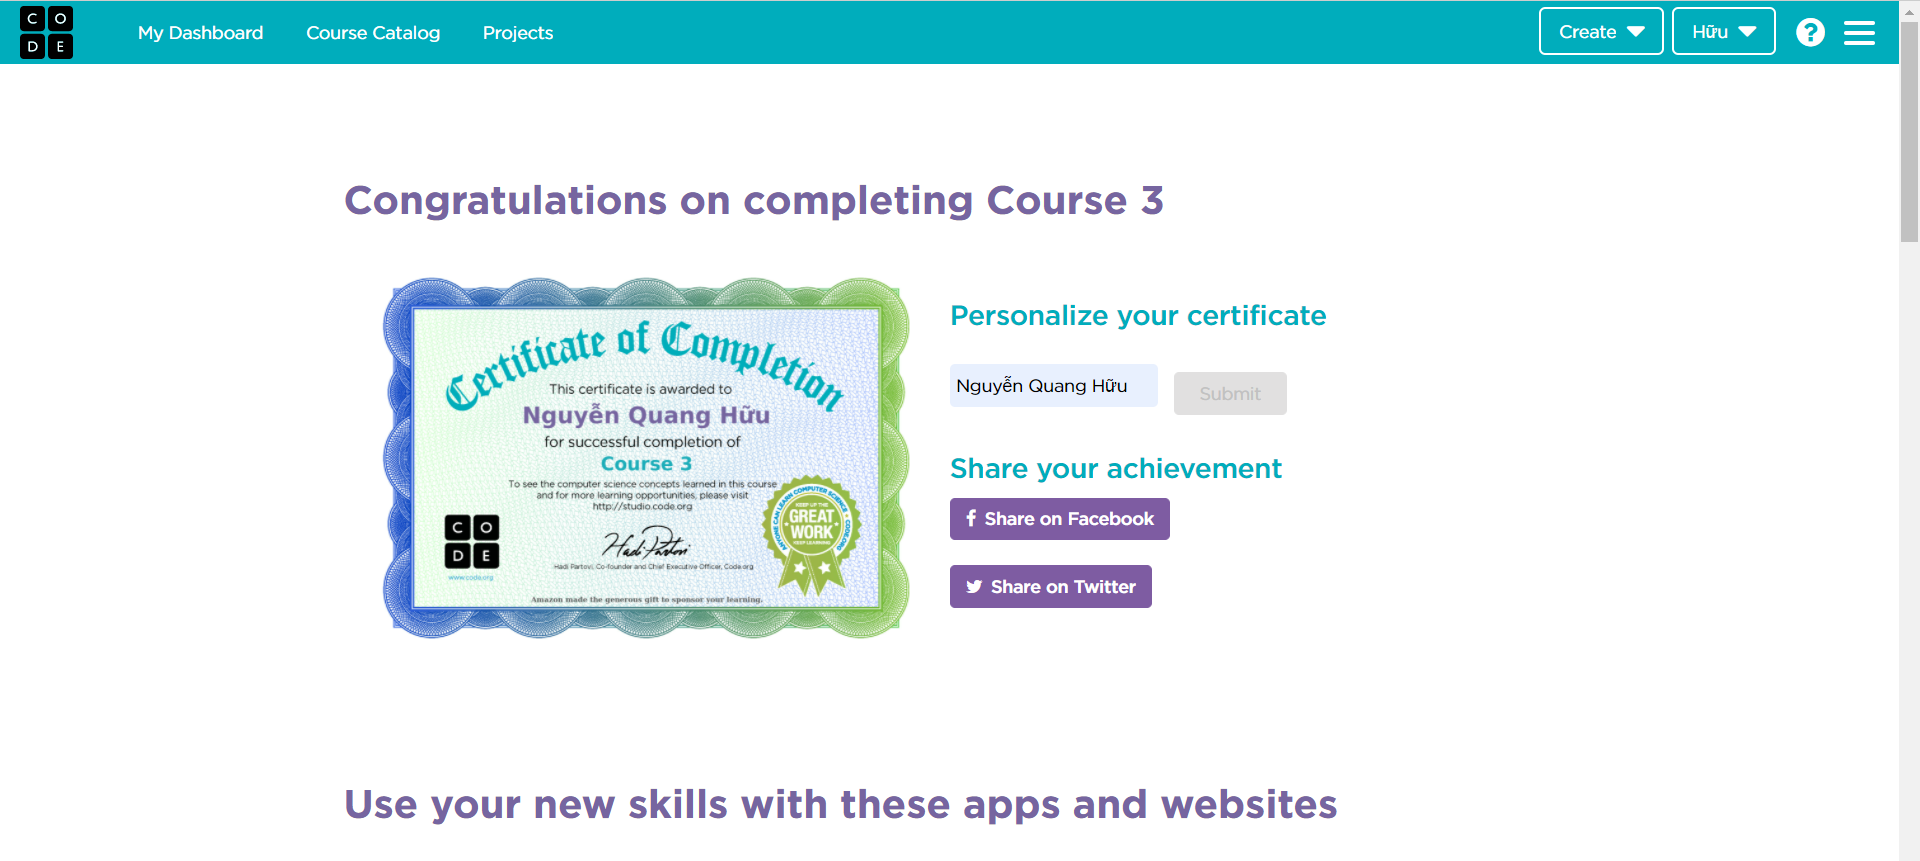 CO
DE
My Dashboard
Course Catalog
Projects
Create
Hữu
?
Congratulations on completing Course 3
Certificate of Completion
This certificate is awarded to
Nguyễn Quang Hữu
for successful completion of
Course 3
To see the computer science concepts learned in this course
and for more learning opportunities, please visit
http://studio.code.org
CO
DE
www.code.org
Hadi Partovi
Hadi Partovi, Co-founder and Chief Executive Officer, Code.org
ANYONE CAN LEARN COMPUTER SCIENCE • CODE.ORG
KEEP UP THE
GREAT
WORK
KEEP LEARNING
Amazon made the generous gift to sponsor your learning.
Personalize your certificate
Nguyễn Quang Hữu
Submit
Share your achievement
f Share on Facebook
Share on Twitter
Use your new skills with these apps and websites